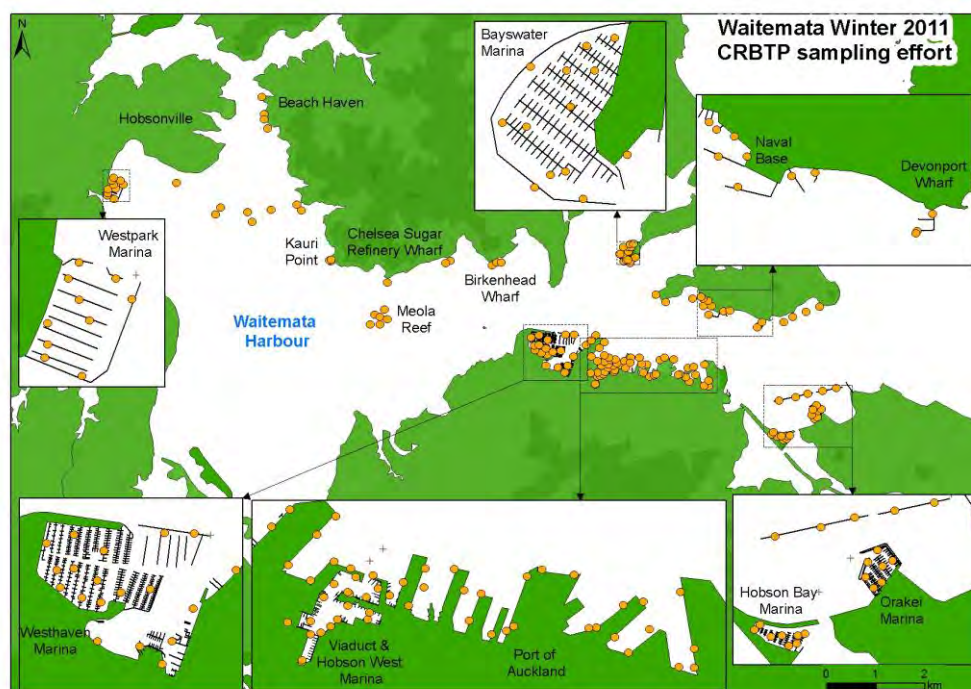 Waitemata Winter 2011
CRBTP sampling effort
N
Bayswater
Marina
Beach Haven
Hobsonville
Naval
Base
Devonport
Wharf
Westpark
Marina
Kauri
Point
Chelsea Sugar
Refinery Wharf
Birkenhead
Wharf
Meola
Reef
Waitemata
Harbour
Westhaven
Marina
Viaduct &
Hobson West
Marina
Port of
Auckland
Hobson Bay
Marina
Orakei
Marina
0 1 2
km